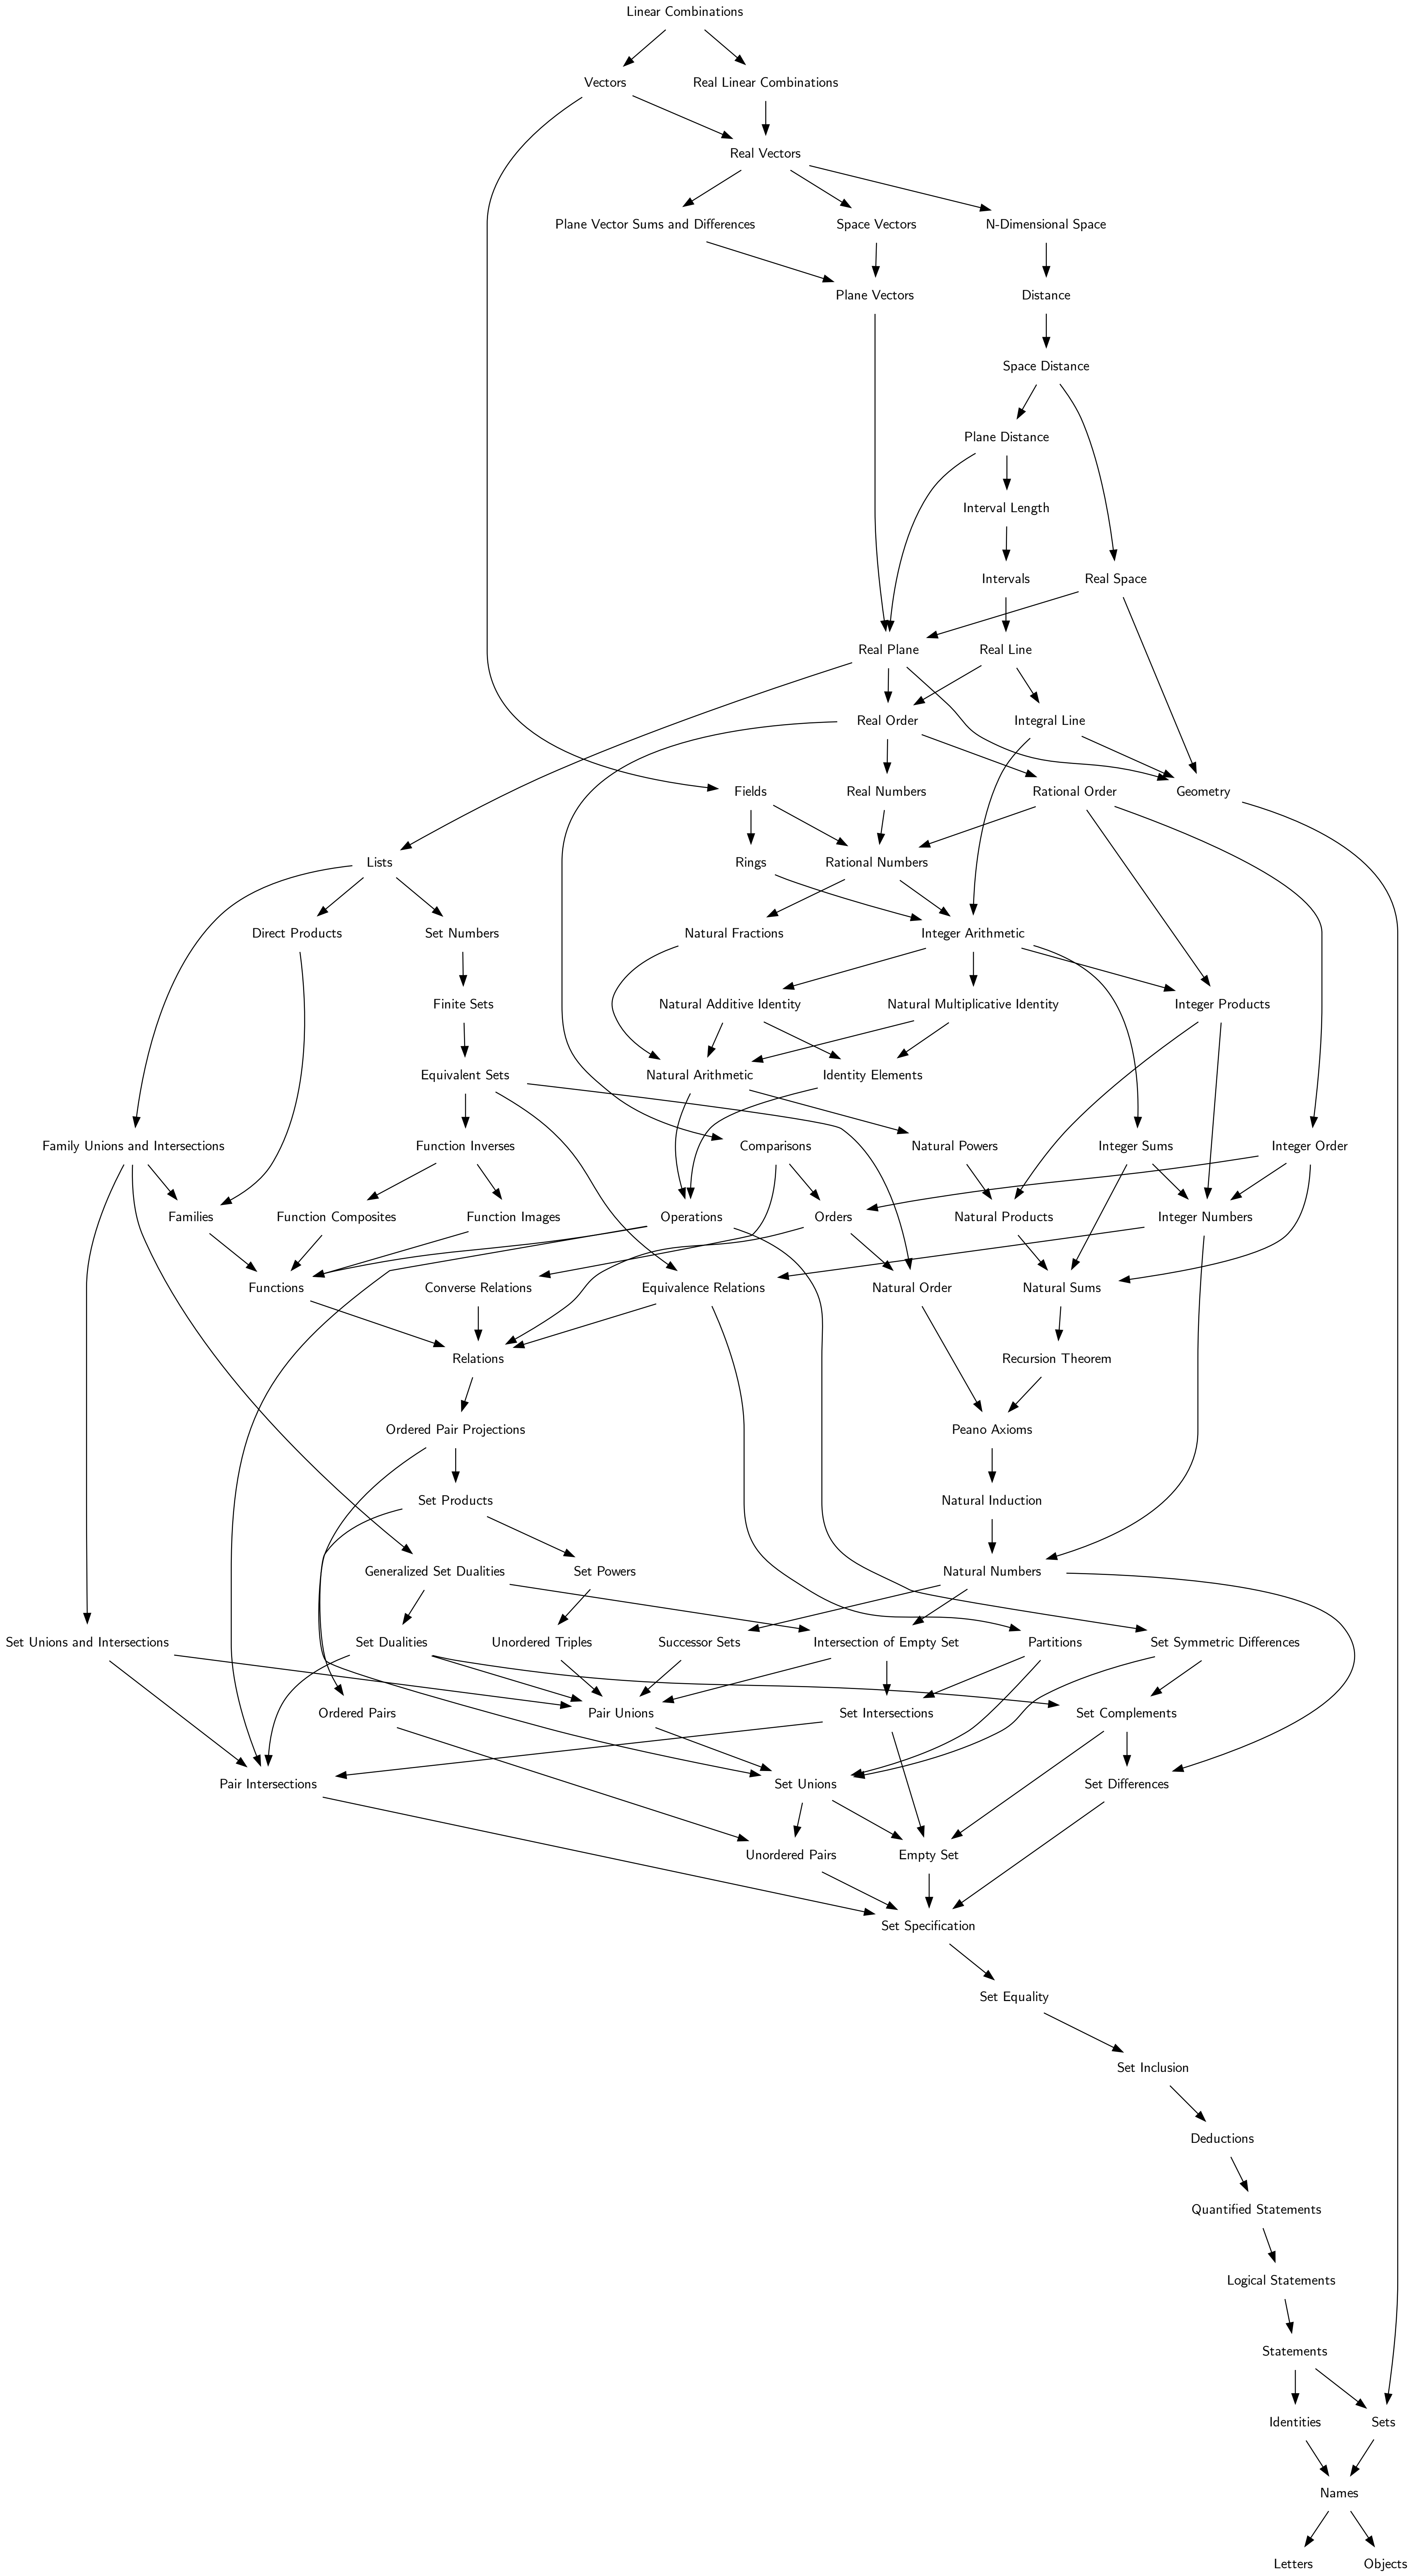 Linear Combinations
Vectors
Real Linear Combinations
Real Vectors
Plane Vector Sums and Differences
Space Vectors
N-Dimensional Space
Plane Vectors
Distance
Space Distance
Plane Distance
Interval Length
Intervals
Real Space
Real Plane
Real Line
Real Order
Integral Line
Fields
Real Numbers
Rational Order
Geometry
Lists
Rings
Rational Numbers
Direct Products
Set Numbers
Natural Fractions
Integer Arithmetic
Finite Sets
Natural Additive Identity
Natural Multiplicative Identity
Integer Products
Equivalent Sets
Natural Arithmetic
Identity Elements
Family Unions and Intersections
Function Inverses
Comparisons
Natural Powers
Integer Sums
Integer Order
Families
Function Composites
Function Images
Operations
Orders
Natural Products
Integer Numbers
Functions
Converse Relations
Equivalence Relations
Natural Order
Natural Sums
Relations
Recursion Theorem
Ordered Pair Projections
Peano Axioms
Set Products
Natural Induction
Generalized Set Dualities
Set Powers
Natural Numbers
Set Unions and Intersections
Set Dualities
Unordered Triples
Successor Sets
Intersection of Empty Set
Partitions
Set Symmetric Differences
Ordered Pairs
Pair Unions
Set Intersections
Set Complements
Pair Intersections
Set Unions
Set Differences
Unordered Pairs
Empty Set
Set Specification
Set Equality
Set Inclusion
Deductions
Quantified Statements
Logical Statements
Statements
Identities
Sets
Names
Letters
Objects